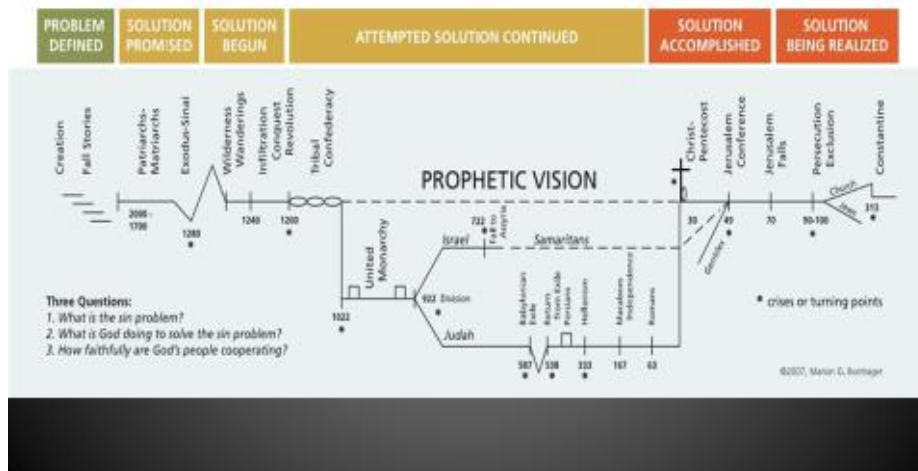 PROBLEM
DEFINED
SOLUTION
PROMISED
SOLUTION
BEGUN
ATTEMPTED SOLUTION CONTINUED
SOLUTION
ACCOMPLISHED
SOLUTION
BEING REALIZED
Creation
Fall Stories
Patriarchs-
Matriarchs
Exodus-Sinai
Wilderness
Wanderings
Infiltration
Conquest
Revolution
Tribal
Confederacy
Christ-
Pentecost
Jerusalem
Conference
Jerusalem
Falls
Persecution
Exclusion
Constantine
PROPHETIC VISION
*
Church
Jews
2000 -
1700
1280
*
1240
1200
*
30
49
*
70
90-100
*
313
*
722
*
Fall to
Israel
Samaritans
Gentiles
United
Monarchy
922 Division
*
1022
*
Judah
Babylonian
Exile
Return
from Exile
Persians
Hellenism
Independence
Romans
587
*
538
*
333
*
167
63
Three Questions:
1. What is the sin problem?
2. What is God doing to solve the sin problem?
3. How faithfully are God's people cooperating?
* crises or turning points
©2007, Marion G.